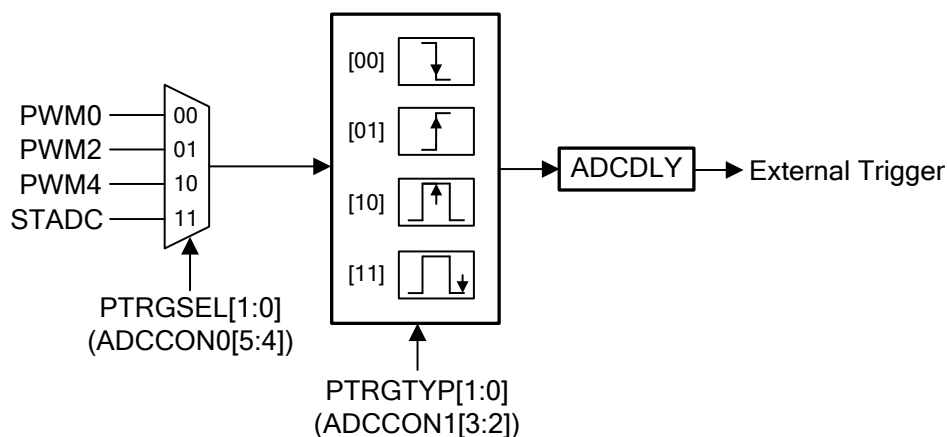 PWM0
PWM2
PWM4
STADC
00
01
10
11
PTRGSEL[1:0]
(ADCCON0[5:4])
[00]
[01]
[10]
[11]
PTRGTYP[1:0]
(ADCCON1[3:2])
ADCDLY
External Trigger